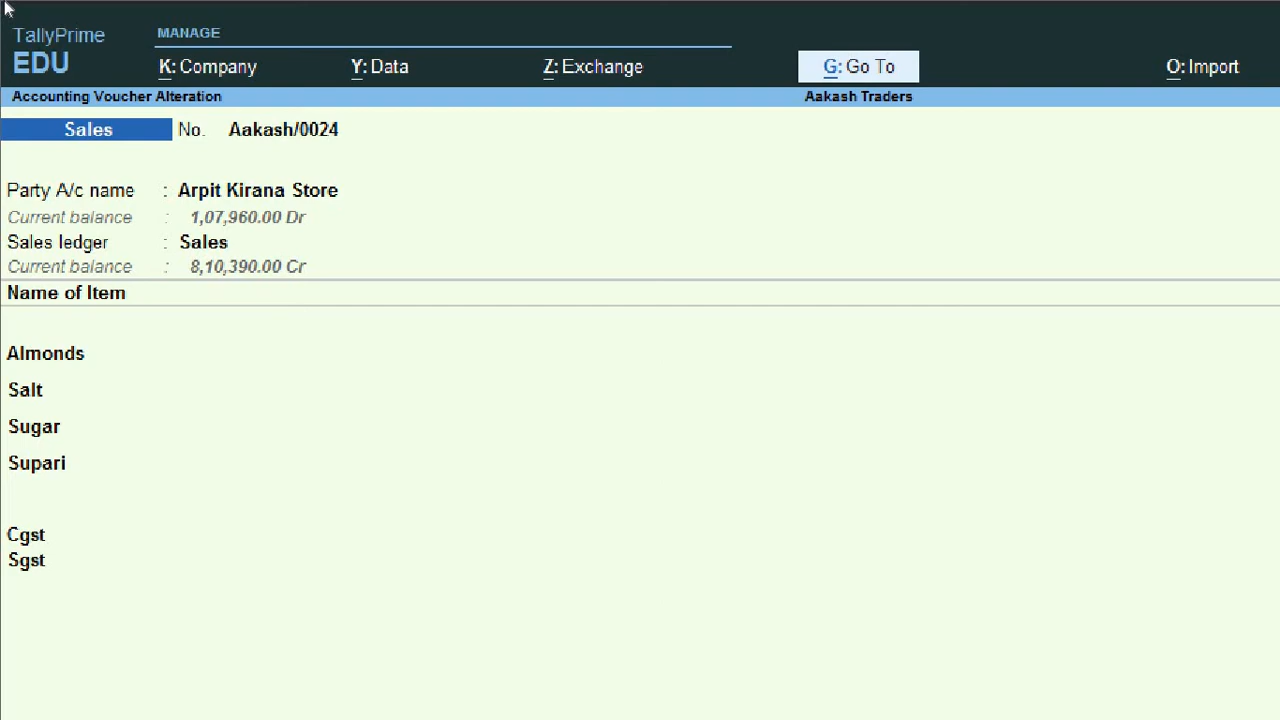 TallyPrime MANAGE
EDU K: Company Y: Data Z: Exchange G: Go To O: Import
Accounting Voucher Alteration Aakash Traders
Sales No. Aakash/0024
Party A/c name : Arpit Kirana Store
Current balance : 1,07,960.00 Dr
Sales ledger : Sales
Current balance : 8,10,390.00 Cr
Name of Item
Almonds
Salt
Sugar
Supari
Cgst
Sgst